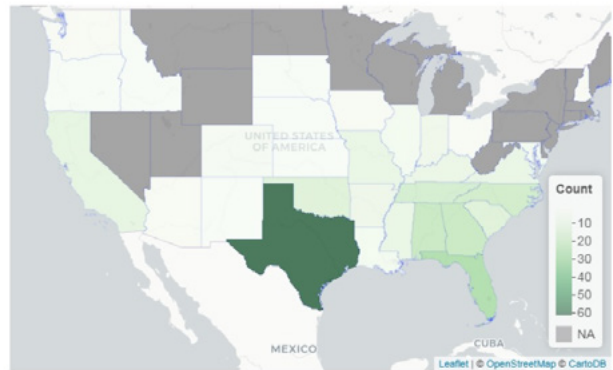 UNITED STATES
OF AMERICA
Count
10
20
30
40
50
60
NA
MEXICO
CUBA
Leaflet | © OpenStreetMap © CartoDB